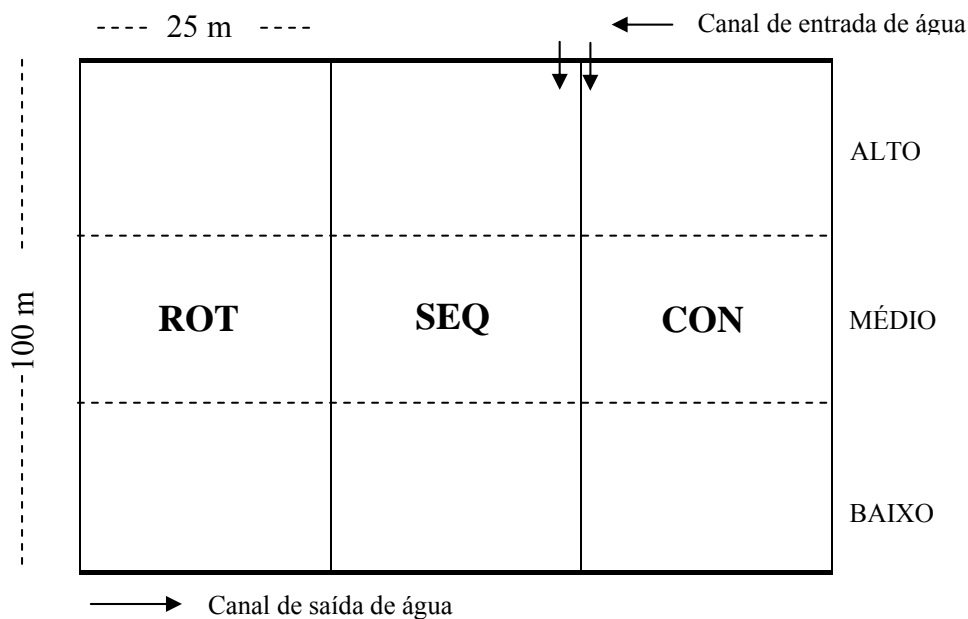 25 m
Canal de entrada de água
ALTO
ROT
SEQ
CON
MÉDIO
100 m
BAIXO
Canal de saída de água